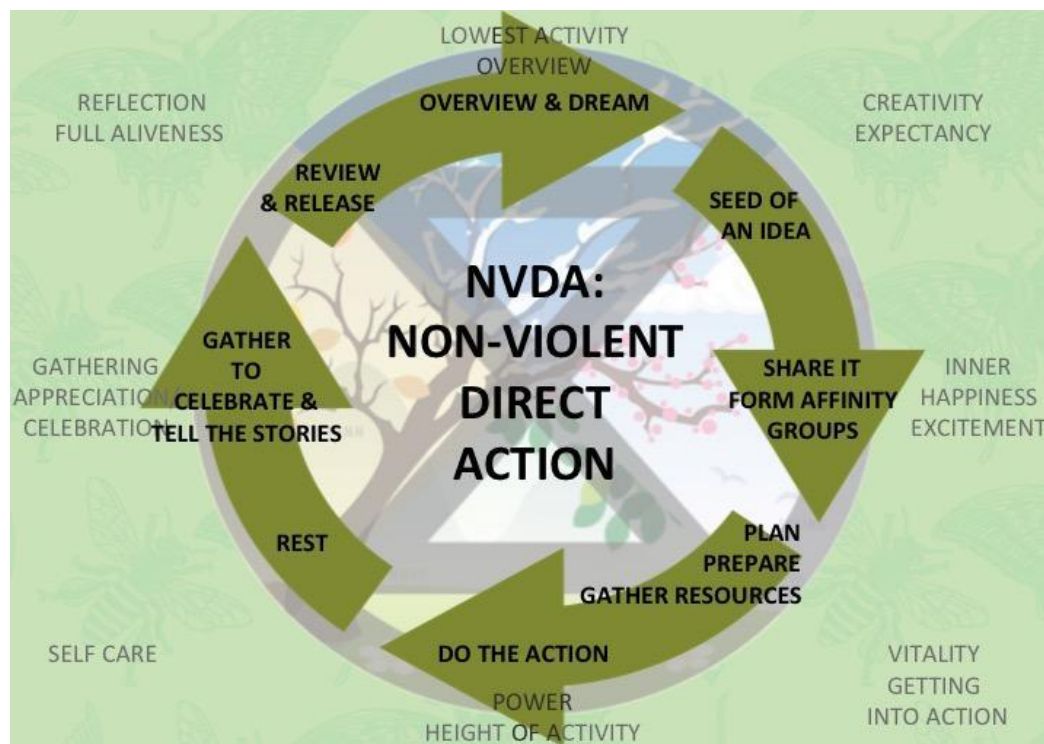 LOWEST ACTIVITY
OVERVIEW
OVERVIEW & DREAM
REFLECTION
FULL ALIVENESS
CREATIVITY
EXPECTANCY
REVIEW
& RELEASE
SEED OF
AN IDEA
NVDA:
NON-VIOLENT
DIRECT
ACTION
GATHER
TO
CELEBRATE &
TELL THE STORIES
GATHERING
APPRECIATION
CELEBRATION
SHARE IT
FORM AFFINITY
GROUPS
INNER
HAPPINESS
EXCITEMENT
REST
PLAN
PREPARE
GATHER RESOURCES
DO THE ACTION
SELF CARE
POWER
HEIGHT OF ACTIVITY
VITALITY
GETTING
INTO ACTION